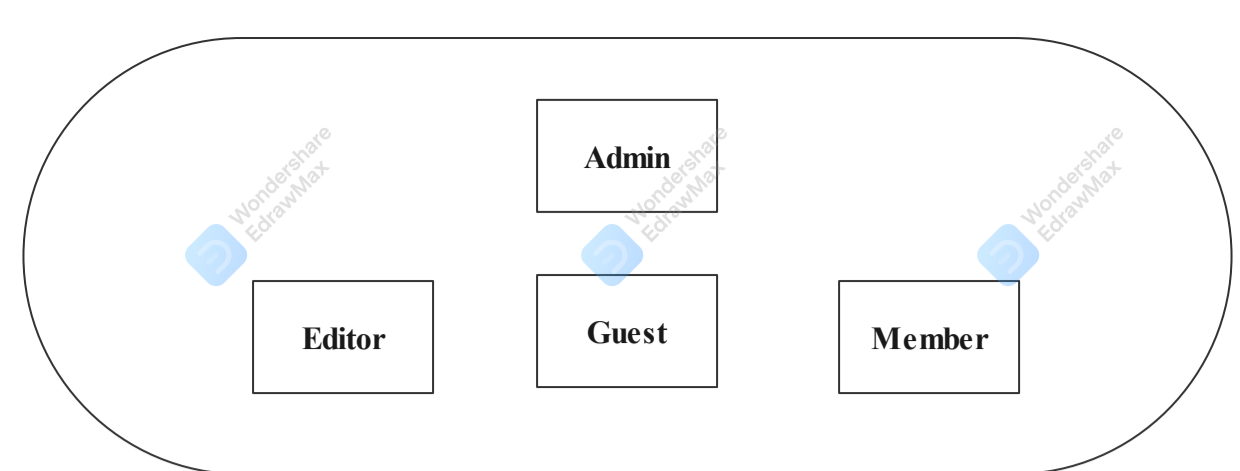 Admin
Wondershare
EdrawMax
Wondershare
EdrawMax
Wondershare
EdrawMax
Editor
Guest
Member